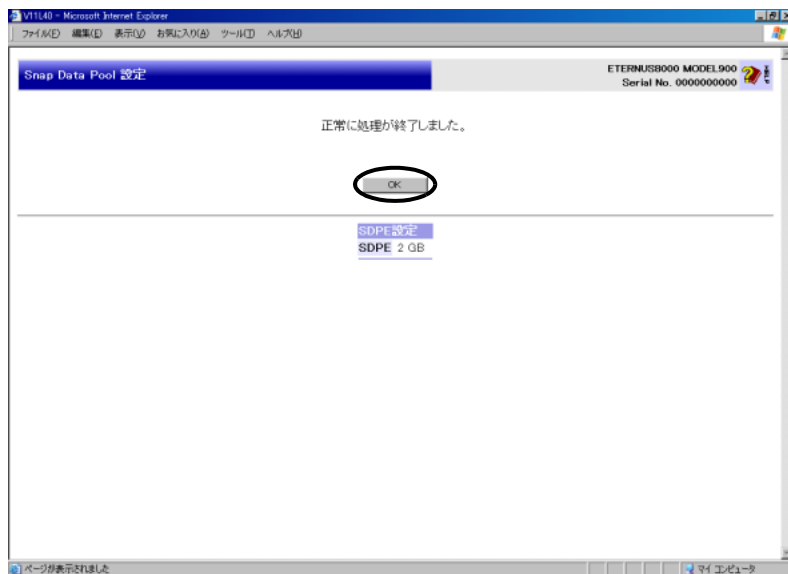 V11L40 - Microsoft Internet Explorer
ファイル(F) 編集(E) 表示(V) お気に入り(A) ツール(T) ヘルプ(H)
Snap Data Pool 設定
ETERNUS8000 MODEL900
Serial No. 0000000000
正常に処理が終了しました。
OK
SDPE設定
SDPE 2 GB
ページが表示されました
マイ コンピュータ